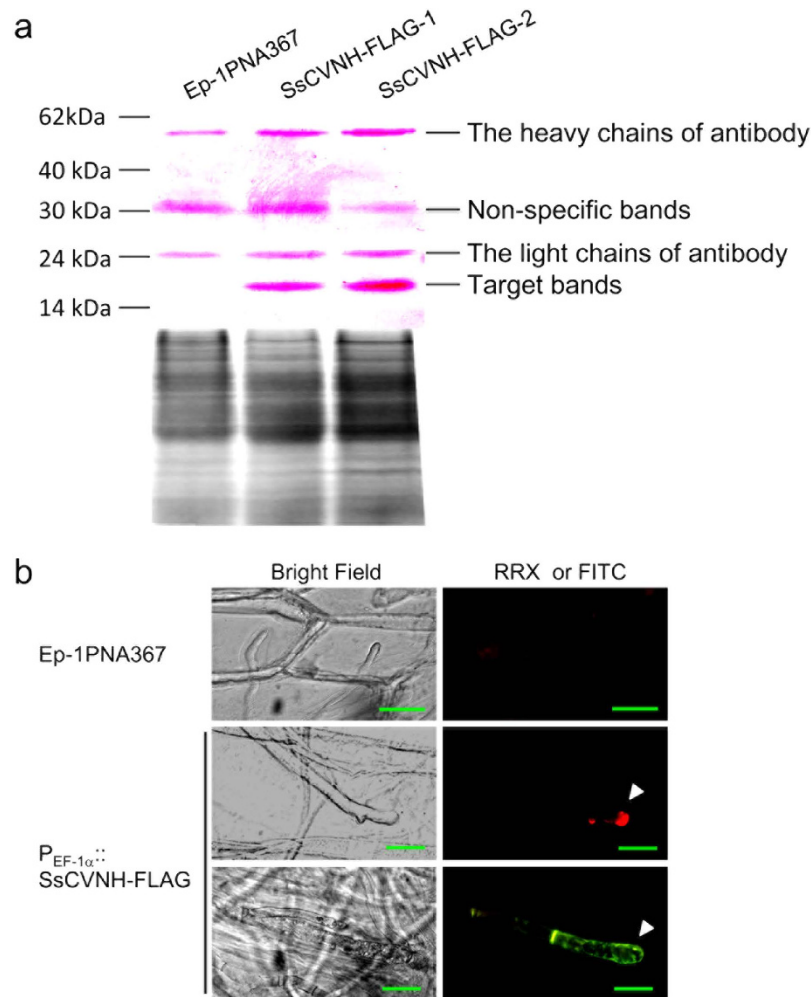 a
Ep-1PNA367
SsCVNH-FLAG-1
SsCVNH-FLAG-2
62kDa
The heavy chains of antibody
40 kDa
30 kDa
Non-specific bands
24 kDa
The light chains of antibody
Target bands
14 kDa
b
Bright Field
RRX or FITC
Ep-1PNA367
PEF-1α::
SsCVNH-FLAG